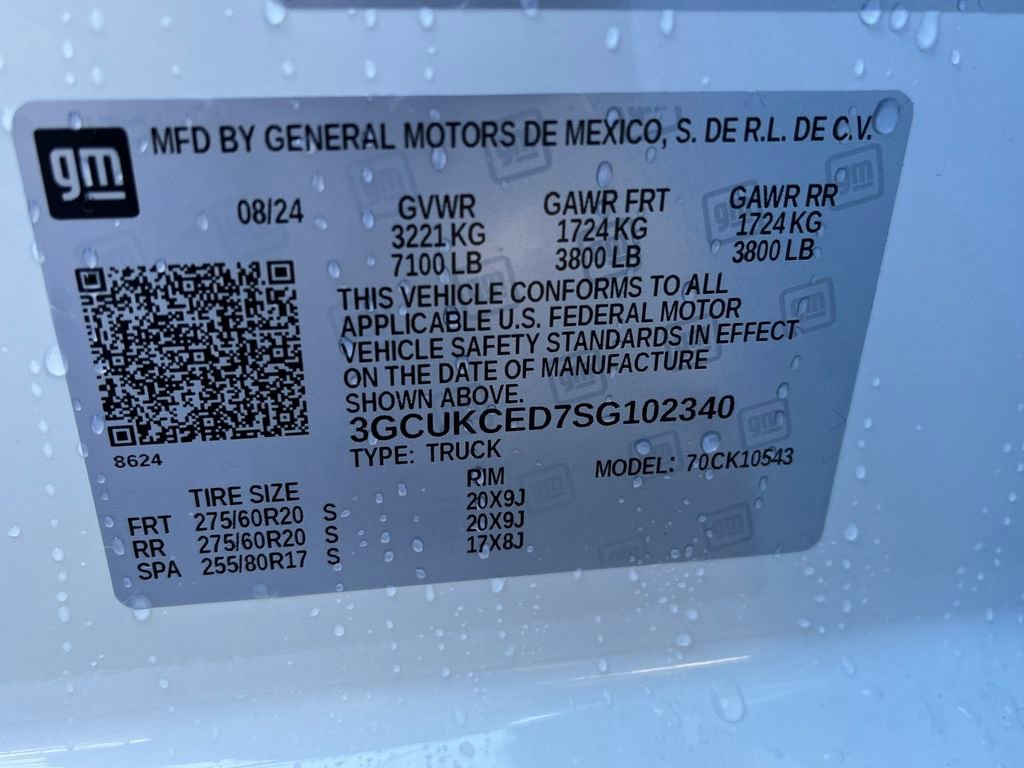 gm
MFD BY GENERAL MOTORS DE MEXICO, S. DE R.L. DE C.V.
08/24
GVWR GAWR FRT GAWR RR
3221 KG 1724 KG 1724 KG
7100 LB 3800 LB 3800 LB
THIS VEHICLE CONFORMS TO ALL
APPLICABLE U.S. FEDERAL MOTOR
VEHICLE SAFETY STANDARDS IN EFFECT
ON THE DATE OF MANUFACTURE
SHOWN ABOVE.
3GCUKCED7SG102340
8624
TYPE: TRUCK MODEL: 70CK10543
TIRE SIZE RIM
FRT 275/60R20 S 20X9J
RR 275/60R20 S 20X9J
SPA 255/80R17 S 17X8J